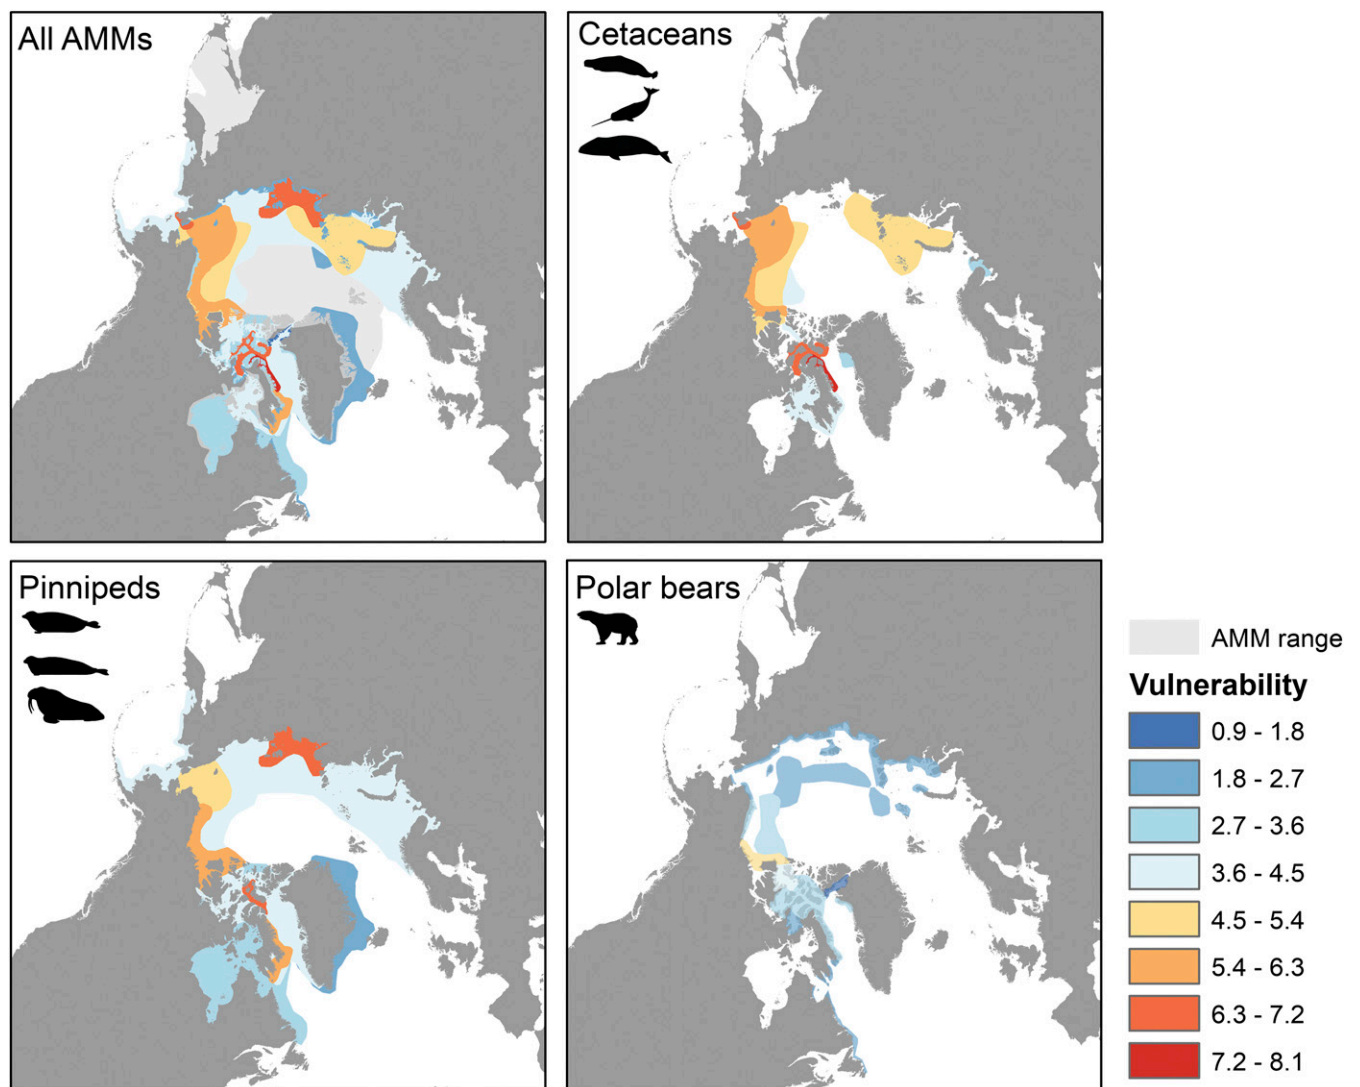 All AMMs
Cetaceans
Pinnipeds
Polar bears
AMM range
Vulnerability
0.9 - 1.8
1.8 - 2.7
2.7 - 3.6
3.6 - 4.5
4.5 - 5.4
5.4 - 6.3
6.3 - 7.2
7.2 - 8.1